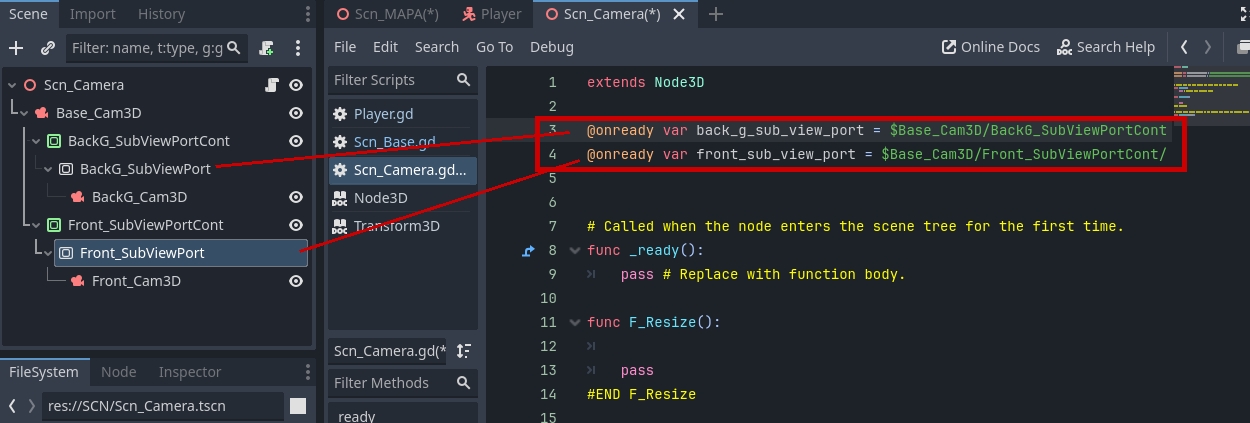 Scene Import History
Filter: name, t:type, g:g
Scn_Camera
Base_Cam3D
BackG_SubViewPortCont
BackG_SubViewPort
BackG_Cam3D
Front_SubViewPortCont
Front_SubViewPort
Front_Cam3D
FileSystem Node Inspector
res://SCN/Scn_Camera.tscn
Scn_MAPA(*) Player Scn_Camera(*)
File Edit Search Go To Debug Online Docs Search Help
Filter Scripts
Player.gd
Scn_Base.gd
Scn_Camera.gd...
DOC Node3D
DOC Transform3D
Scn_Camera.gd(*
Filter Methods
ready
1 extends Node3D
2
3 @onready var back_g_sub_view_port = $Base_Cam3D/BackG_SubViewPortCont
4 @onready var front_sub_view_port = $Base_Cam3D/Front_SubViewPortCont/
5
6
7 # Called when the node enters the scene tree for the first time.
8 func _ready():
9 pass # Replace with function body.
10
11 func F_Resize():
12
13 pass
14 #END F_Resize
15